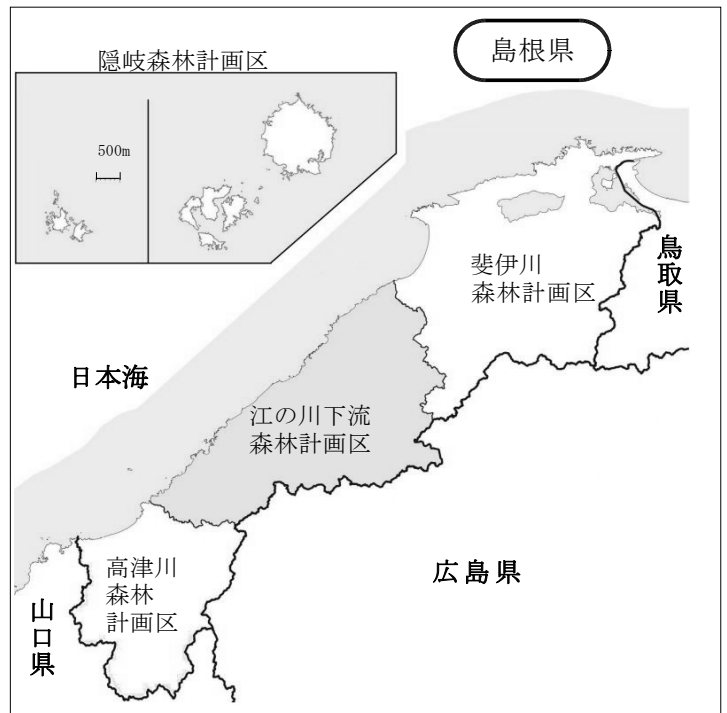 島根県
隠岐森林計画区
500m
斐伊川
森林計画区
鳥取県
日本海
江の川下流
森林計画区
高津川
森林
計画区
広島県
山口県